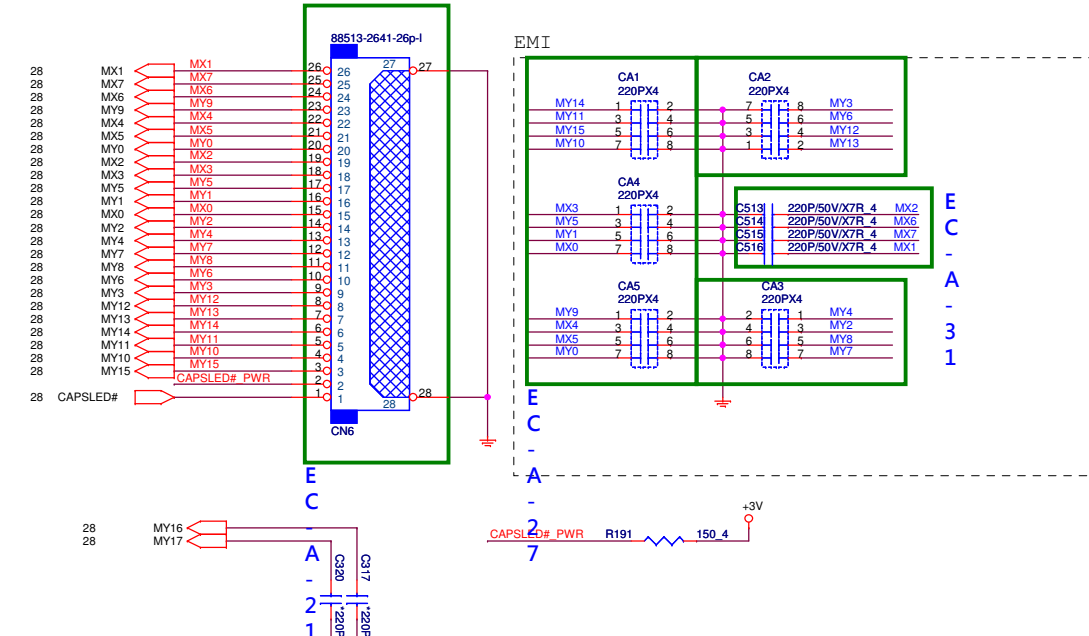 88513-2641-26p-l
28 MX1 MX1 26 26 27 27
28 MX7 MX7 25 25
28 MX6 MX6 24 24
28 MY9 MY9 23 23
28 MX4 MX4 22 22
28 MX5 MX5 21 21
28 MY0 MY0 20 20
28 MX2 MX2 19 19
28 MX3 MX3 18 18
28 MY5 MY5 17 17
28 MY1 MY1 16 16
28 MX0 MX0 15 15
28 MY2 MY2 14 14
28 MY4 MY4 13 13
28 MY7 MY7 12 12
28 MY8 MY8 11 11
28 MY6 MY6 10 10
28 MY3 MY3 9 9
28 MY12 MY12 8 8
28 MY13 MY13 7 7
28 MY14 MY14 6 6
28 MY11 MY11 5 5
28 MY10 MY10 4 4
28 MY15 MY15 3 3
CAPSLED#_PWR 2 2
28 CAPSLED# 1 1 28 28
CN6
EC-A-21
EMI
CA1
220PX4
MY14 1 2
MY11 3 4
MY15 5 6
MY10 7 8
CA2
220PX4
7 8 MY3
5 6 MY6
3 4 MY12
1 2 MY13
CA4
220PX4
MX3 1 2
MY5 3 4
MY1 5 6
MX0 7 8
C513 220P/50V/X7R_4 MX2
C514 220P/50V/X7R_4 MX6
C515 220P/50V/X7R_4 MX7
C516 220P/50V/X7R_4 MX1
EC-A-31
CA5
220PX4
MY9 1 2
MX4 3 4
MX5 5 6
MY0 7 8
CA3
220PX4
2 1 MY4
4 3 MY2
6 5 MY8
8 7 MY7
EC-A-27
28 MY16
28 MY17
C320 C317
*220P *220P
+3V
CAPSLED#_PWR R191 150_4